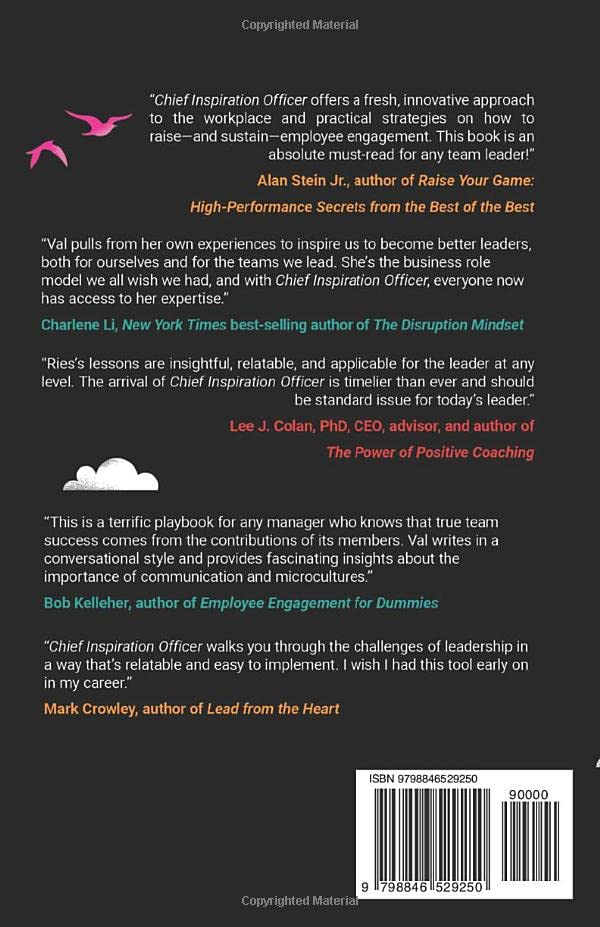 Copyrighted Material
“Chief Inspiration Officer offers a fresh, innovative approach
to the workplace and practical strategies on how to
raise—and sustain—employee engagement. This book is an
absolute must-read for any team leader!”
Alan Stein Jr., author of Raise Your Game:
High-Performance Secrets from the Best of the Best
“Val pulls from her own experiences to inspire us to become better leaders,
both for ourselves and for the teams we lead. She’s the business role
model we all wish we had, and with Chief Inspiration Officer, everyone now
has access to her expertise.”
Charlene Li, New York Times best-selling author of The Disruption Mindset
“Ries’s lessons are insightful, relatable, and applicable for the leader at any
level. The arrival of Chief Inspiration Officer is timelier than ever and should
be standard issue for today’s leader.”
Lee J. Colan, PhD, CEO, advisor, and author of
The Power of Positive Coaching
“This is a terrific playbook for any manager who knows that true team
success comes from the contributions of its members. Val writes in a
conversational style and provides fascinating insights about the
importance of communication and microcultures.”
Bob Kelleher, author of Employee Engagement for Dummies
“Chief Inspiration Officer walks you through the challenges of leadership in
a way that’s relatable and easy to implement. I wish I had this tool early on
in my career.”
Mark Crowley, author of Lead from the Heart
ISBN 9798846529250
90000
9 798846 529250
Copyrighted Material